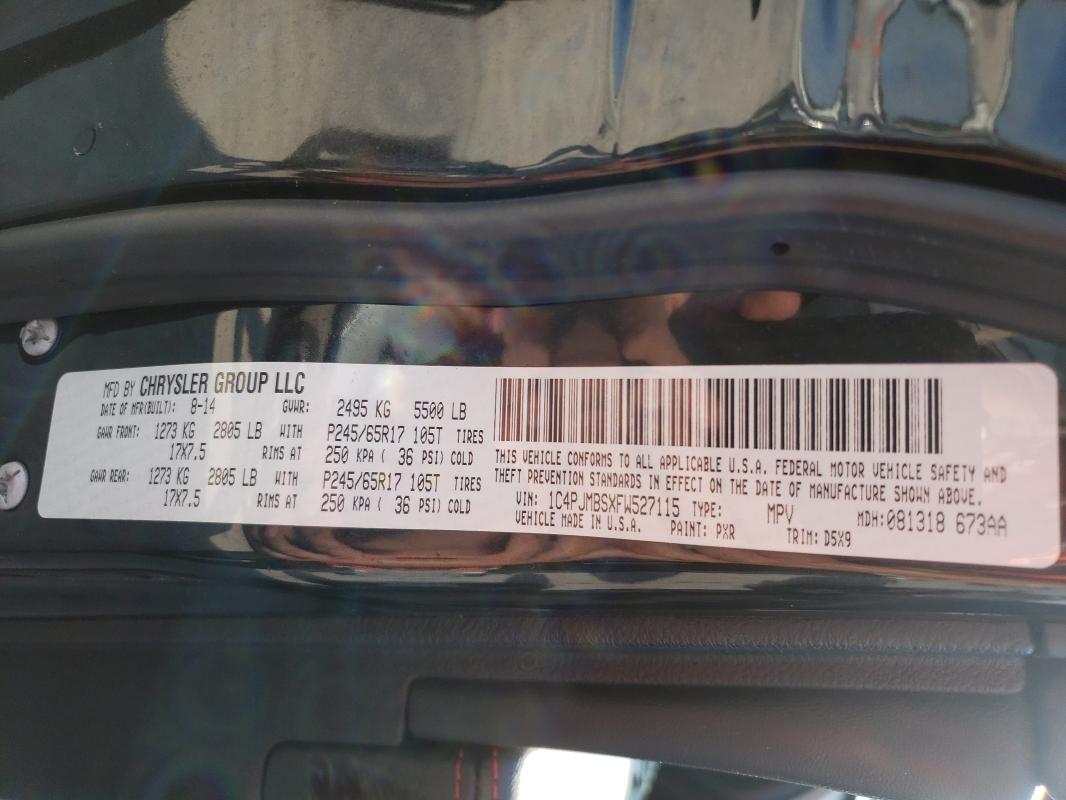 MFD BY CHRYSLER GROUP LLC
DATE OF MFR(BUILT): 8-14 GVWR: 2495 KG 5500 LB
GAWR FRONT: 1273 KG 2805 LB WITH P245/65R17 105T TIRES
17X7.5 RIMS AT 250 KPA ( 36 PSI) COLD
GAWR REAR: 1273 KG 2805 LB WITH P245/65R17 105T TIRES
17X7.5 RIMS AT 250 KPA ( 36 PSI) COLD
THIS VEHICLE CONFORMS TO ALL APPLICABLE U.S.A. FEDERAL MOTOR VEHICLE SAFETY AND
THEFT PREVENTION STANDARDS IN EFFECT ON THE DATE OF MANUFACTURE SHOWN ABOVE.
VIN: 1C4PJMBSXFW527115 TYPE: MPV MDH:081318 673AA
VEHICLE MADE IN U.S.A. PAINT: PXR TRIM: D5X9